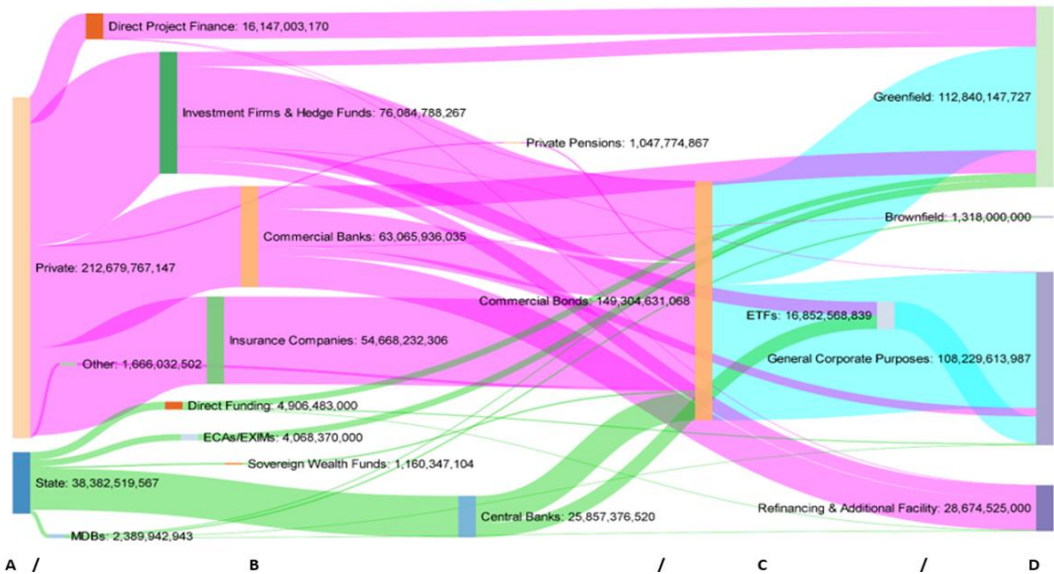 Direct Project Finance: 16,147,003,170
Greenfield: 112,840,147,727
Investment Firms & Hedge Funds: 76,084,788,267
Private Pensions: 1,047,774,867
Brownfield: 1,318,000,000
Commercial Banks: 63,065,936,035
Private: 212,679,767,147
Commercial Bonds: 149,304,631,068
ETFs: 16,852,568,839
Insurance Companies: 54,668,232,306
General Corporate Purposes: 108,229,613,987
Other: 1,666,032,502
Direct Funding: 4,906,483,000
ECAs/EXIMs: 4,068,370,000
Sovereign Wealth Funds: 1,160,347,104
State: 38,382,519,567
Refinancing & Additional Facility: 28,674,525,000
Central Banks: 25,857,376,520
MDBs: 2,389,942,943
A / B / C / D